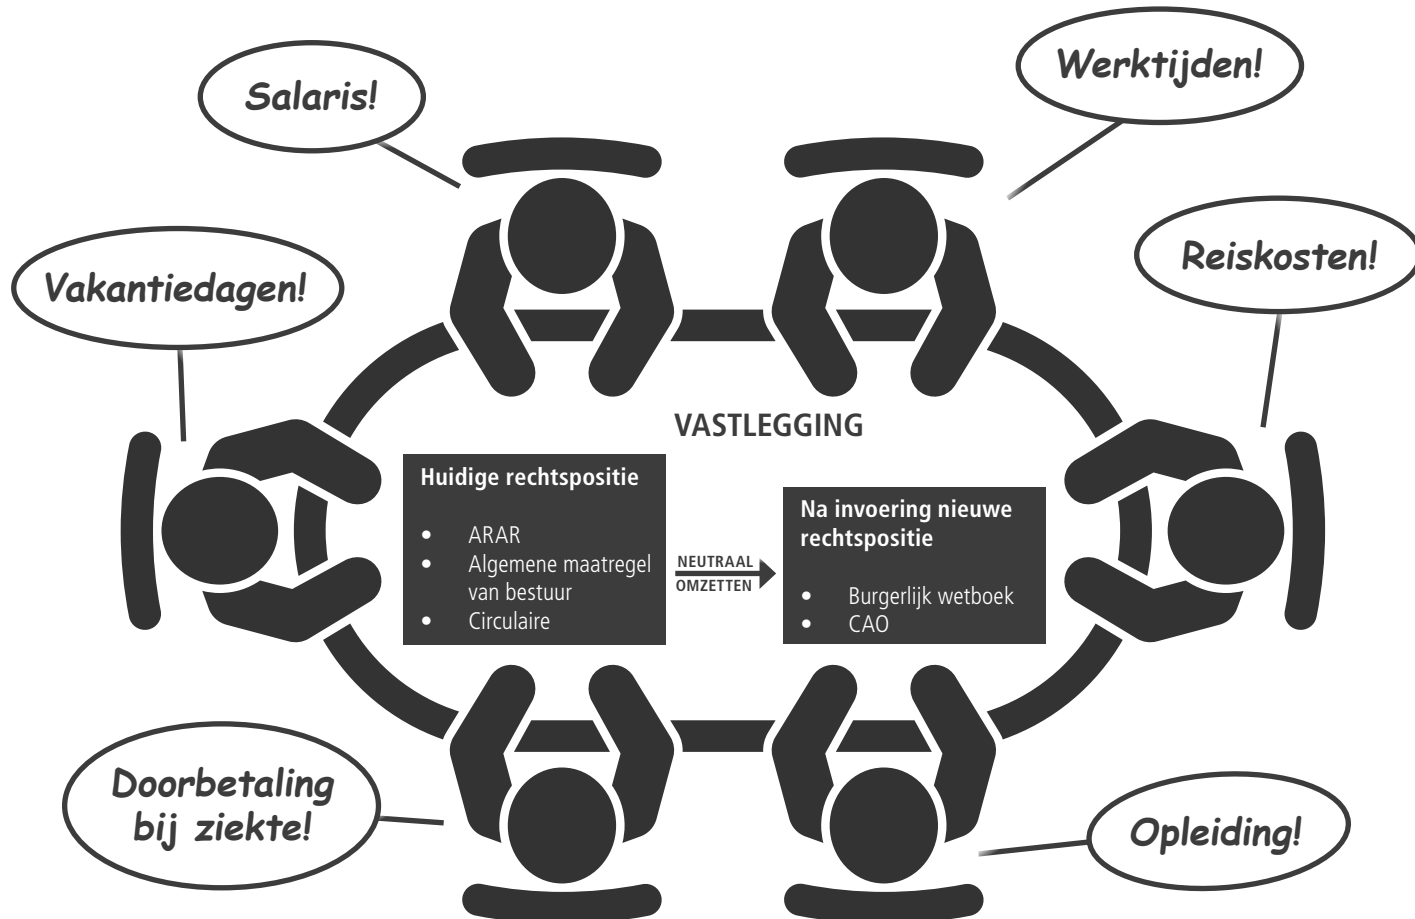 Salaris!
Werktijden!
Vakantiedagen!
Reiskosten!
VASTLEGGING
Huidige rechtspositie
• ARAR
• Algemene maatregel
van bestuur
• Circulaire
NEUTRAAL
OMZETTEN
Na invoering nieuwe
rechtspositie
• Burgerlijk wetboek
• CAO
Doorbetaling
bij ziekte!
Opleiding!